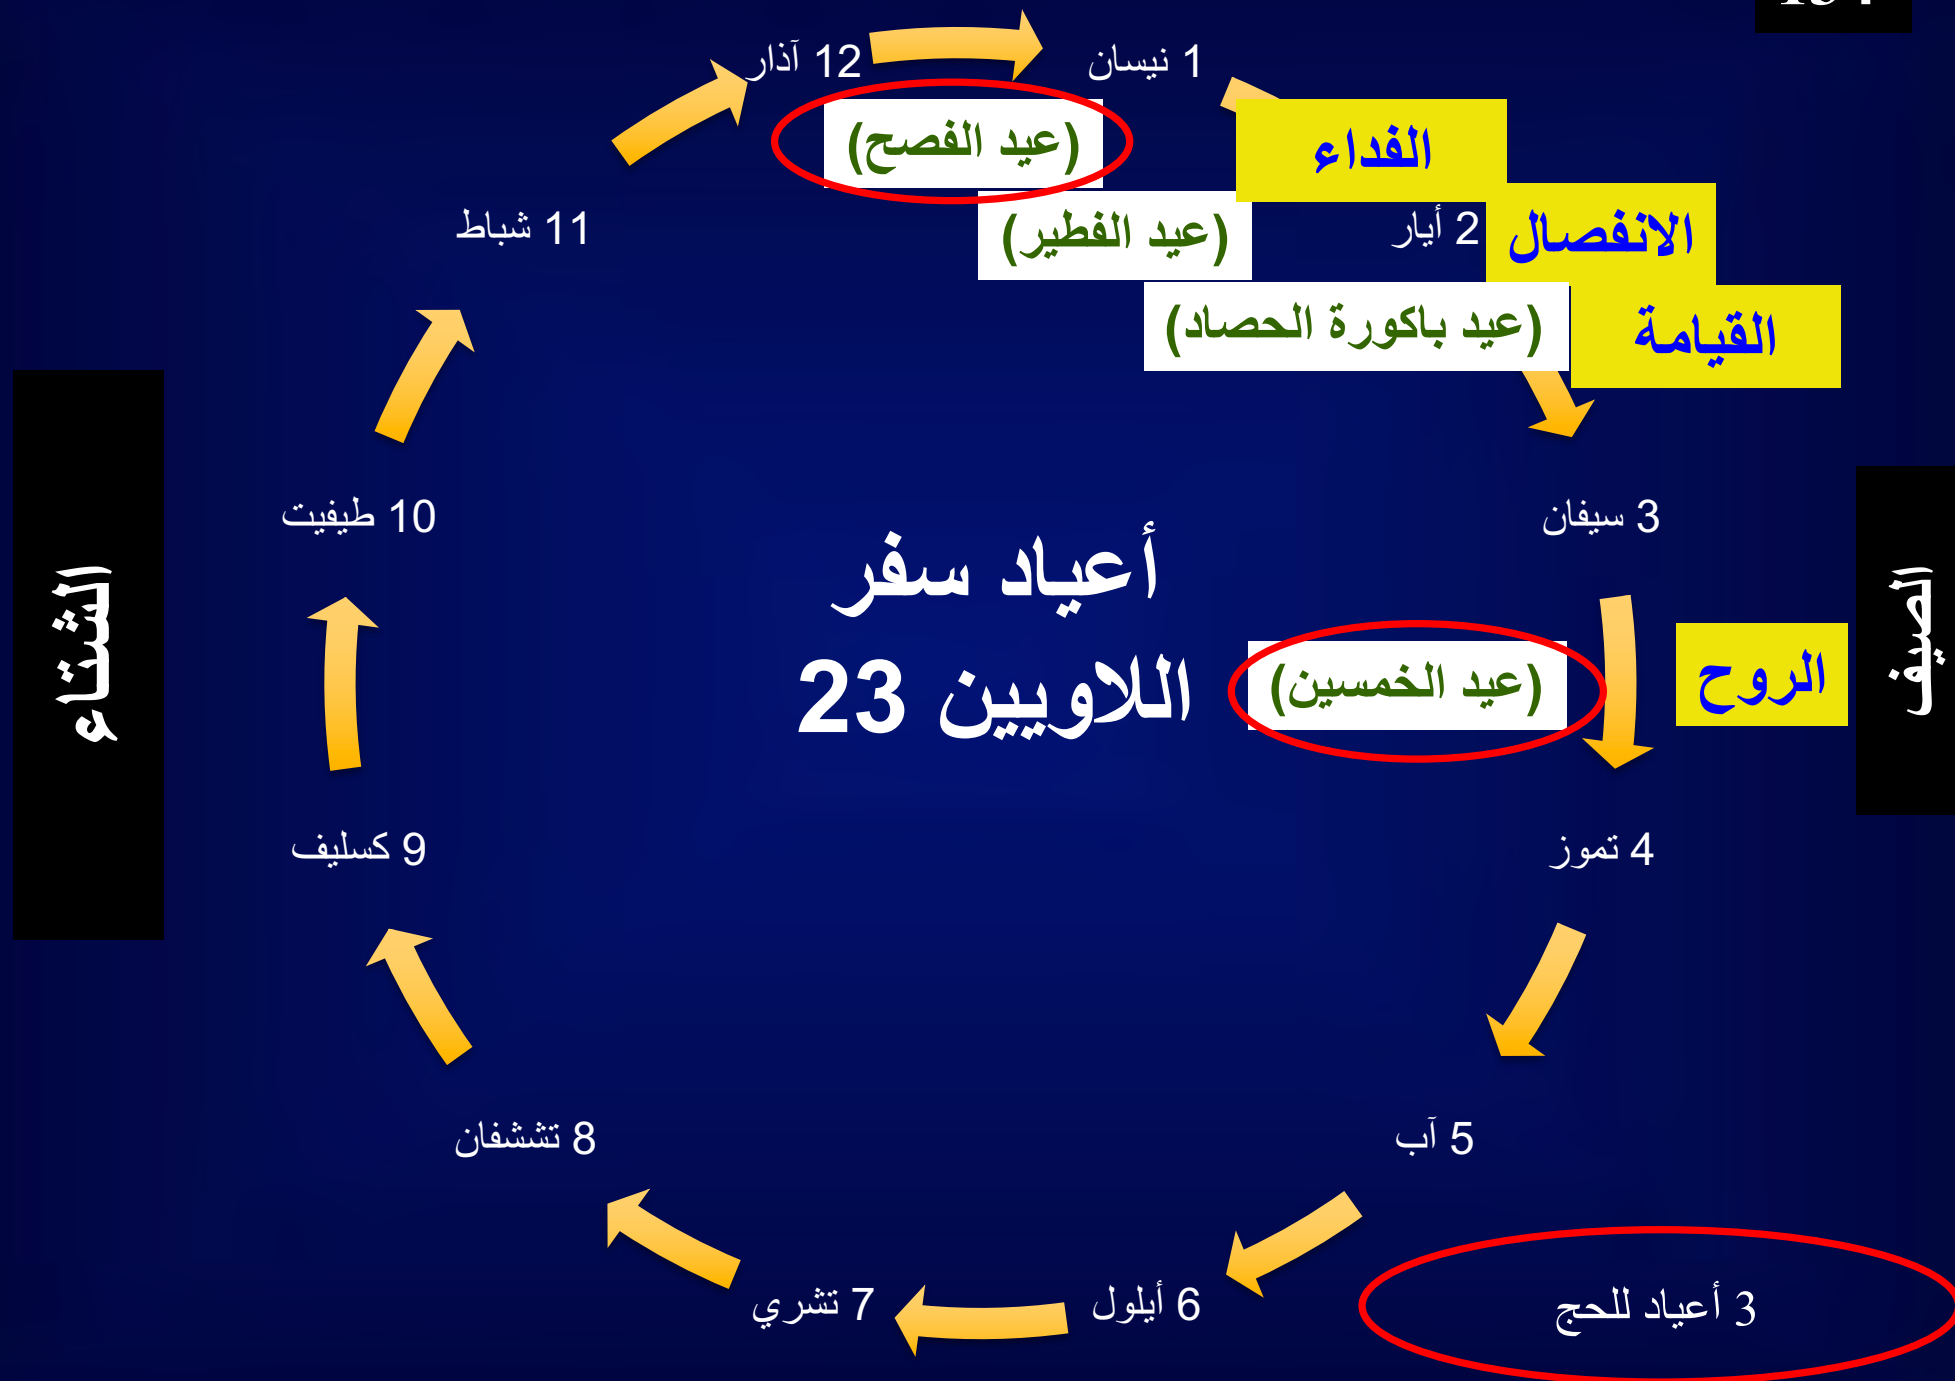 1 نيسان
12 آذار
(عيد الفصح)
الفداء
(عيد الفطير)
2 أيار
الانفصال
(عيد باكورة الحصاد)
القيامة
11 شباط
3 سيفان
10 طيفيت
أعياد سفر
اللاويين 23
(عيد الخمسين)
الروح
الصيف
الشتاء
4 تموز
9 كسليف
5 آب
8 تششفان
6 أيلول
7 تشري
3 أعياد للحج